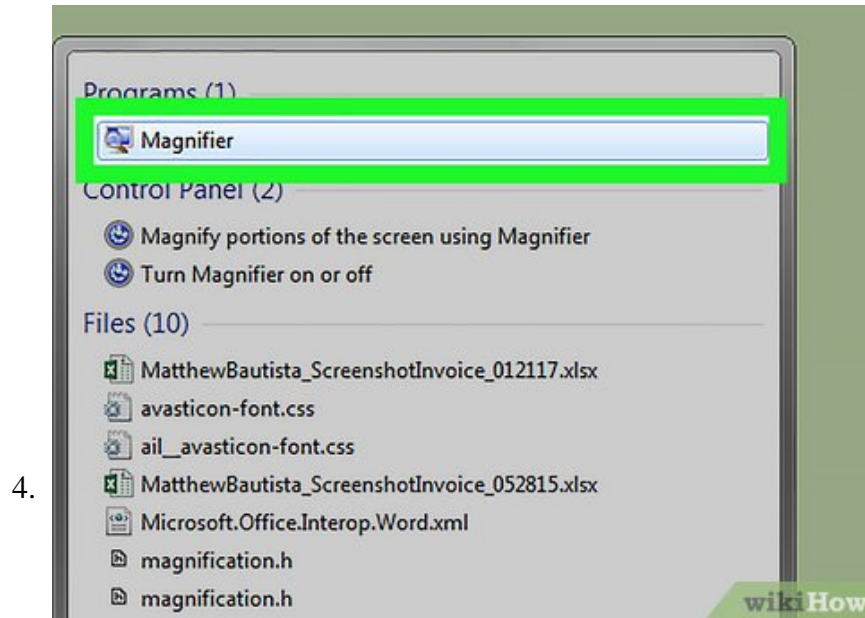 Programs (1)
Magnifier
Control Panel (2)
Magnify portions of the screen using Magnifier
Turn Magnifier on or off
Files (10)
MatthewBautista_ScreenshotInvoice_012117.xlsx
avasticon-font.css
ail__avasticon-font.css
4.
MatthewBautista_ScreenshotInvoice_052815.xlsx
Microsoft.Office.Interop.Word.xml
magnification.h
magnification.h
wikiHow